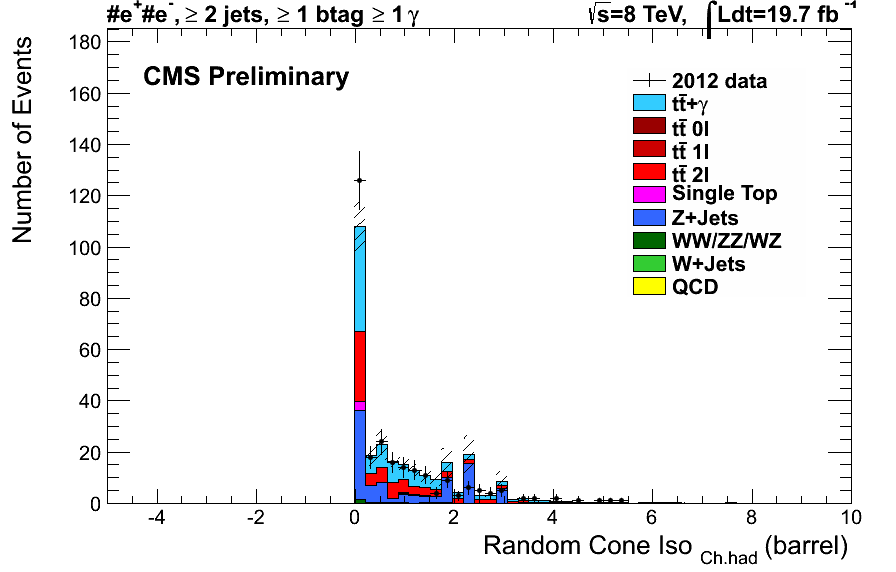 #e+#e-, ≥ 2 jets, ≥ 1 btag ≥ 1 γ
√s=8 TeV, ∫Ldt=19.7 fb-1
CMS Preliminary
2012 data
tt̄+γ
tt̄ 0l
tt̄ 1l
tt̄ 2l
Single Top
Z+Jets
WW/ZZ/WZ
W+Jets
QCD
Number of Events
180
160
140
120
100
80
60
40
20
0
-4 -2 0 2 4 6 8 10
Random Cone Iso Ch.had (barrel)